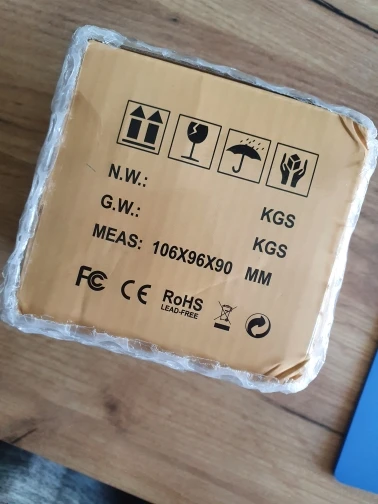 N.W.: KGS
G.W.: KGS
MEAS: 106X96X90 MM
FC CE RoHS
LEAD-FREE